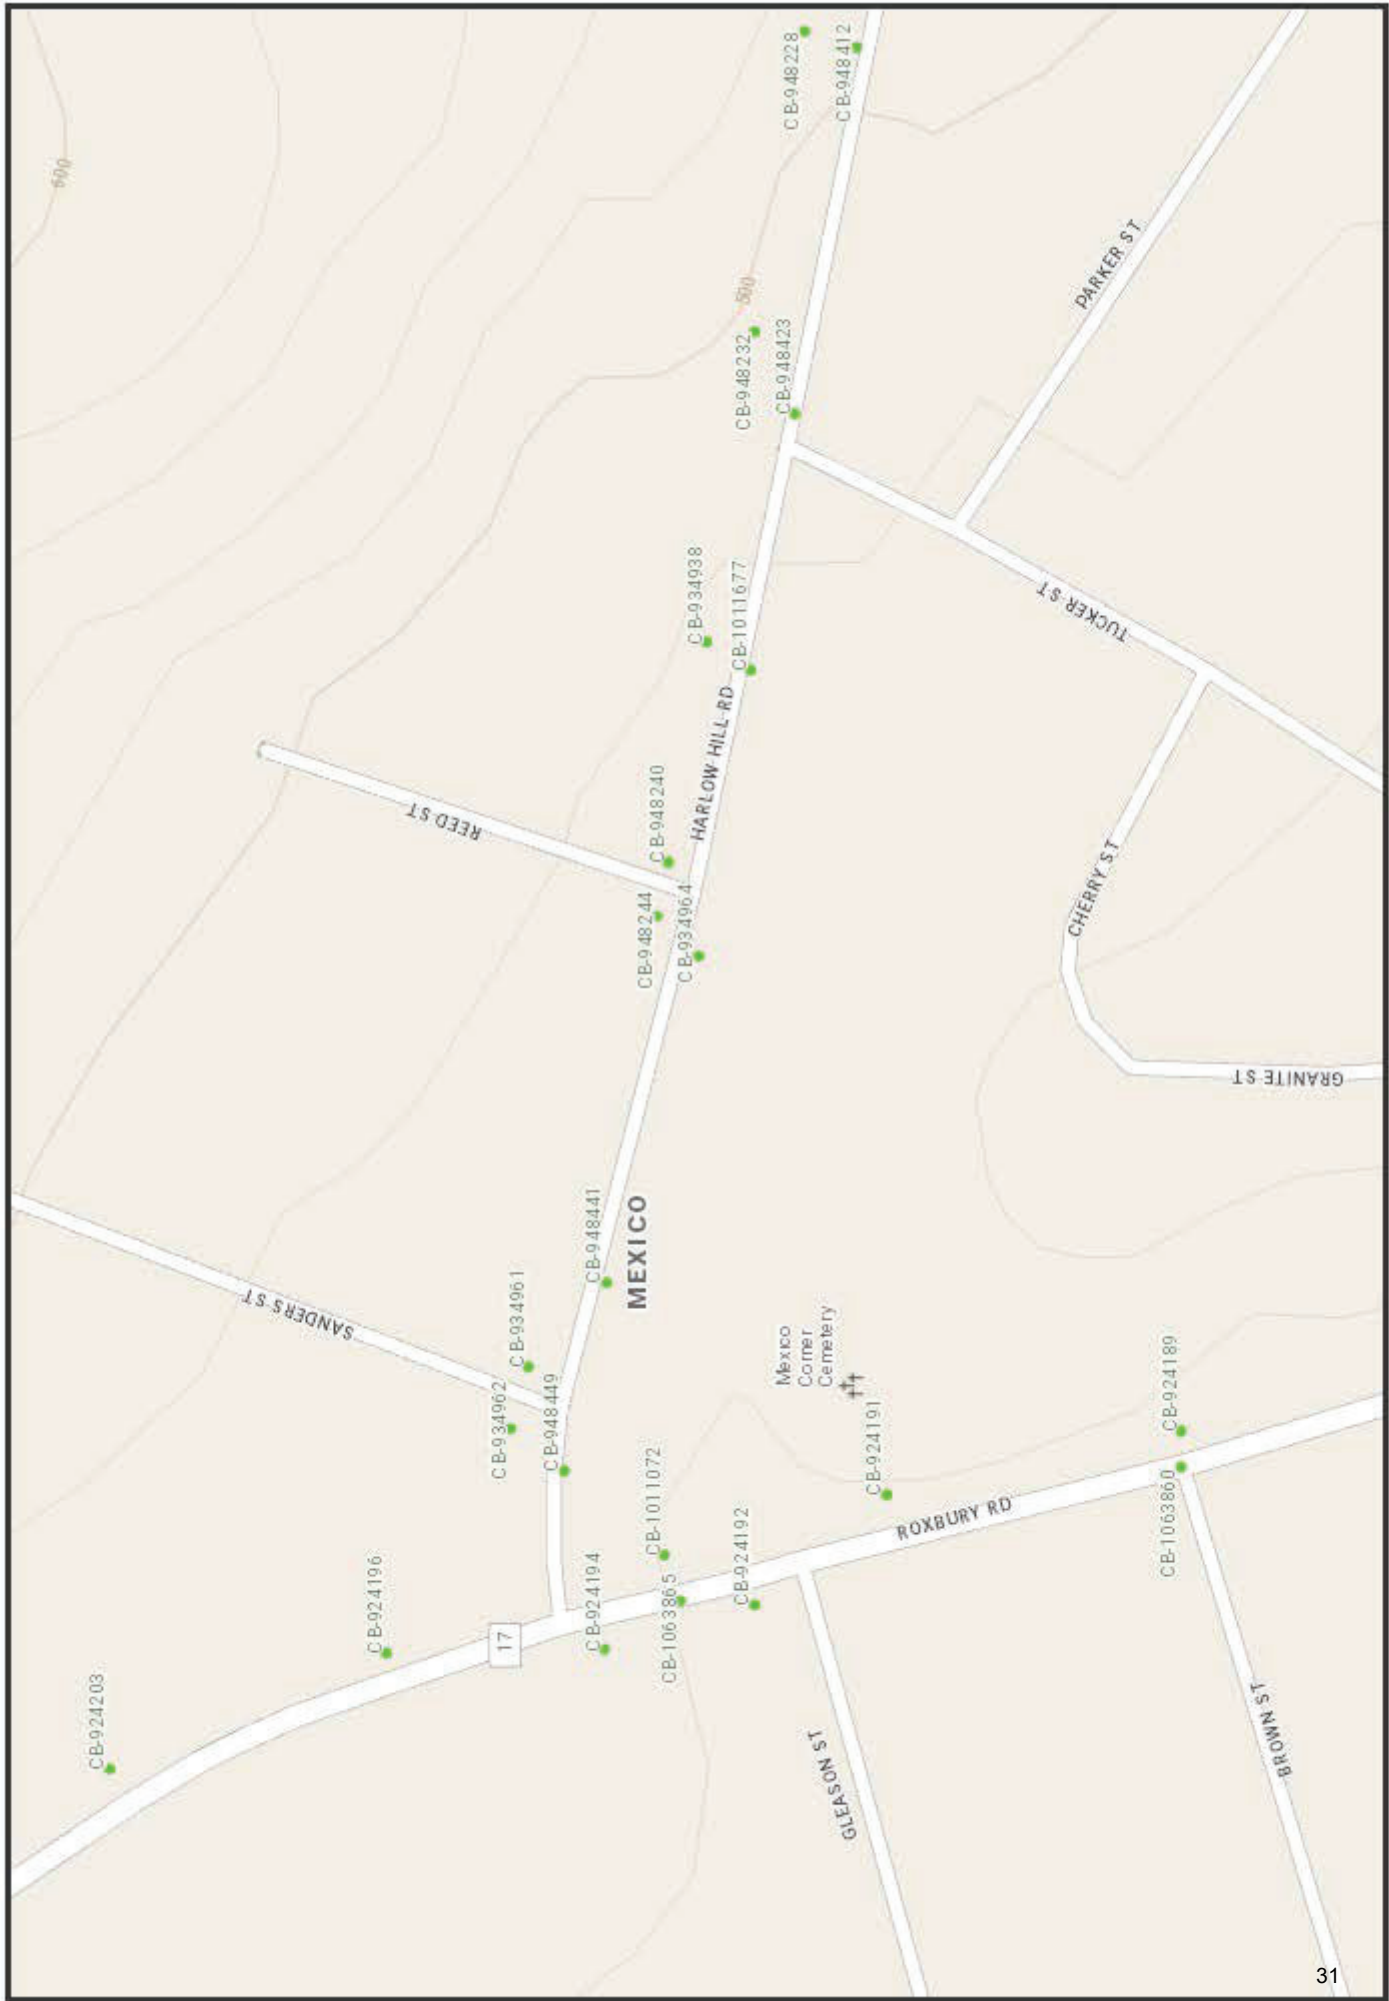 600
CB-948228
CB-948412
PARKER ST
500
CB-948232
CB-948423
CB-934938
CB-1011677
TUCKER ST
HARLOW HILL RD
REED ST
CB-948240
CB-948244
CB-934964
CHERRY ST
GRANITE ST
CB-948441
MEXICO
SANDERS ST
CB-934961
CB-934962
CB-948449
Mexico
Corner
Cemetery
CB-924189
CB-924191
CB-1011072
CB-1063860
ROXBURY RD
CB-924192
CB-1063865
CB-924194
CB-924196
17
CB-924203
GLEASON ST
BROWN ST
31